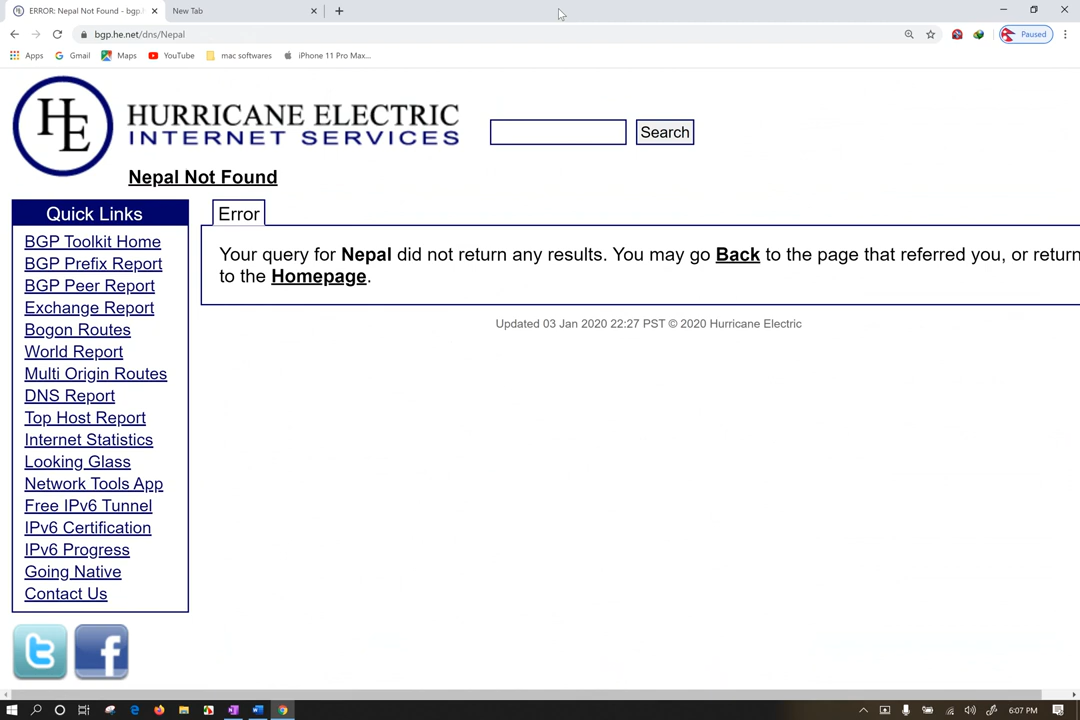 ERROR: Nepal Not Found - bgp.h
New Tab
bgp.he.net/dns/Nepal
Paused
Apps
Gmail
Maps
YouTube
mac softwares
iPhone 11 Pro Max...
HE
HURRICANE ELECTRIC
INTERNET SERVICES
Search
Nepal Not Found
Quick Links
BGP Toolkit Home
BGP Prefix Report
BGP Peer Report
Exchange Report
Bogon Routes
World Report
Multi Origin Routes
DNS Report
Top Host Report
Internet Statistics
Looking Glass
Network Tools App
Free IPv6 Tunnel
IPv6 Certification
IPv6 Progress
Going Native
Contact Us
Error
Your query for Nepal did not return any results. You may go Back to the page that referred you, or return
to the Homepage.
Updated 03 Jan 2020 22:27 PST © 2020 Hurricane Electric
6:07 PM